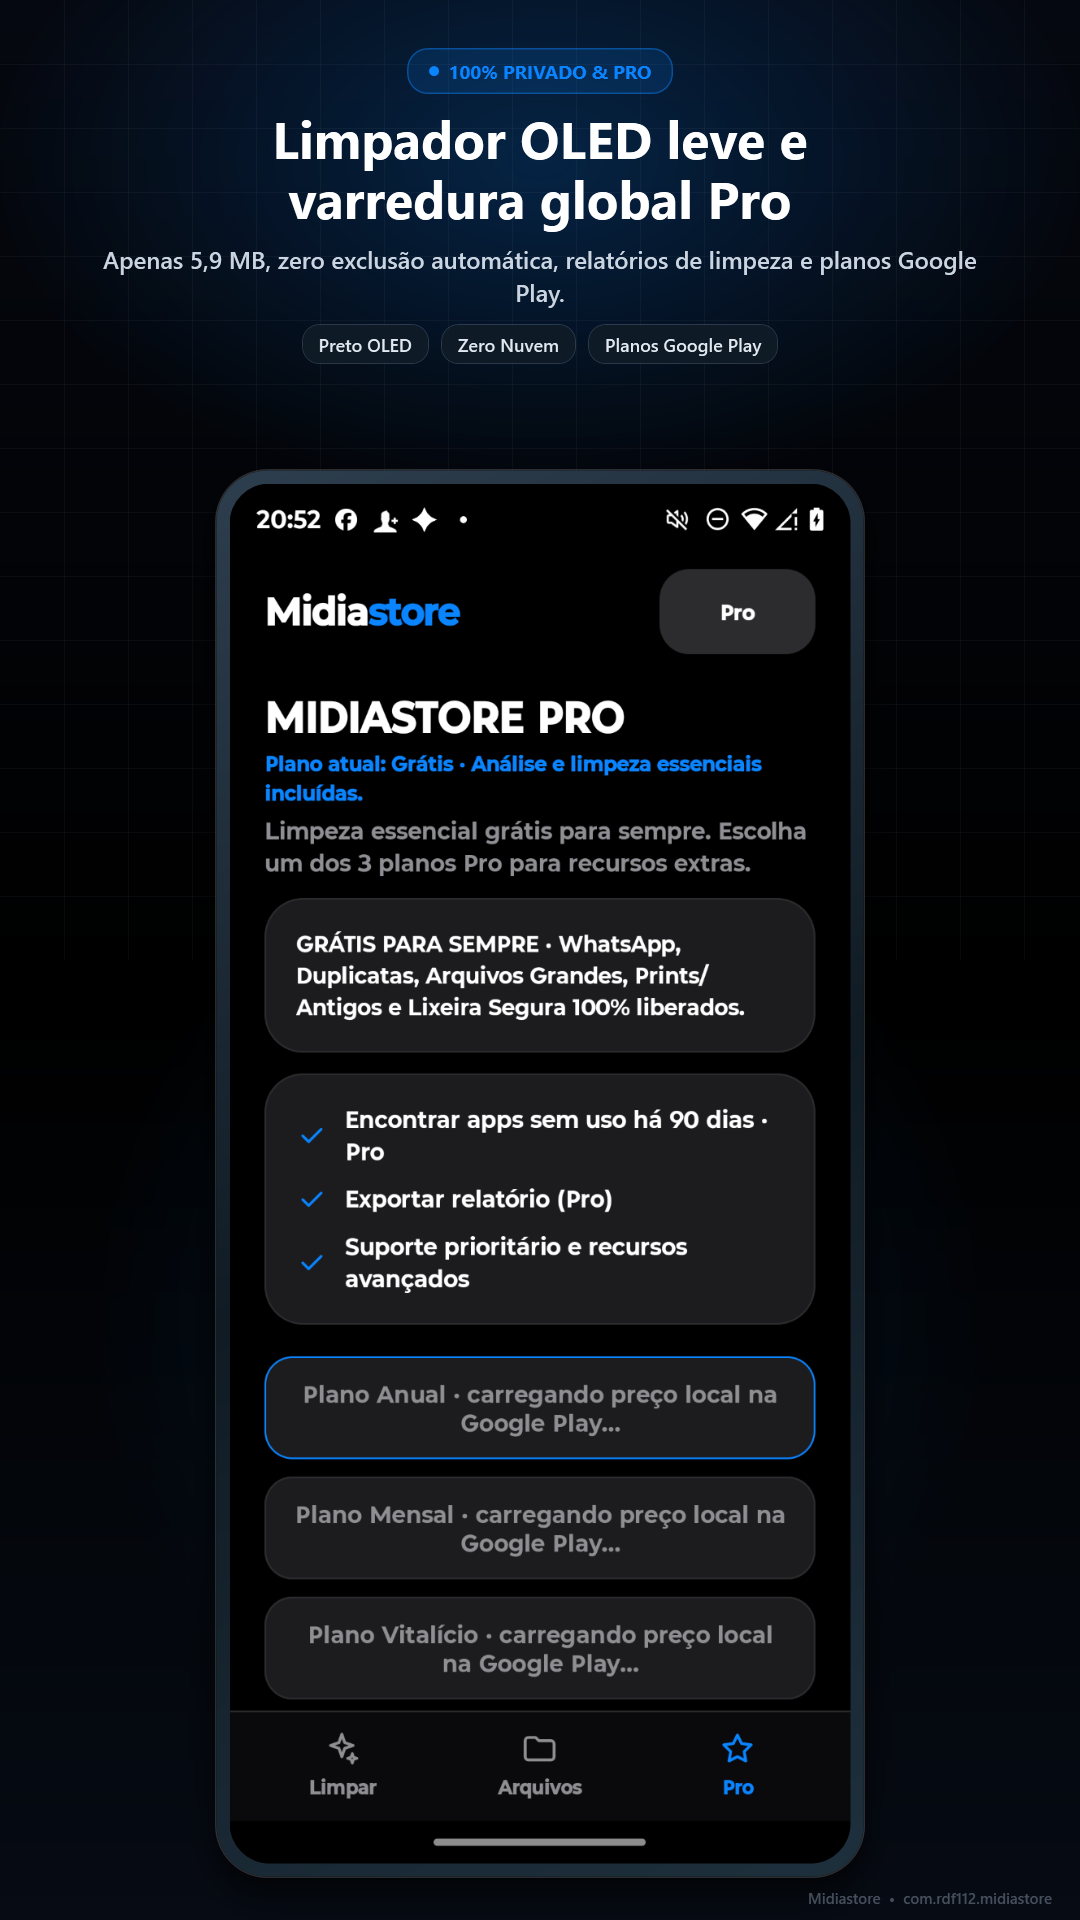 100% PRIVADO & PRO
Limpador OLED leve e
varredura global Pro
Apenas 5,9 MB, zero exclusão automática, relatórios de limpeza e planos Google
Play.
Preto OLED
Zero Nuvem
Planos Google Play
20:52
Midiastore
Pro
MIDIASTORE PRO
Plano atual: Grátis · Análise e limpeza essenciais
incluídas.
Limpeza essencial grátis para sempre. Escolha
um dos 3 planos Pro para recursos extras.
GRÁTIS PARA SEMPRE · WhatsApp,
Duplicatas, Arquivos Grandes, Prints/
Antigos e Lixeira Segura 100% liberados.
Encontrar apps sem uso há 90 dias ·
Pro
Exportar relatório (Pro)
Suporte prioritário e recursos
avançados
Plano Anual · carregando preço local na
Google Play...
Plano Mensal · carregando preço local na
Google Play...
Plano Vitalício · carregando preço local
na Google Play...
Limpar
Arquivos
Pro
Midiastore • com.rdf112.midiastore